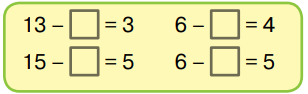 13 – □ = 3 6 – □ = 4
15 – □ = 5 6 – □ = 5